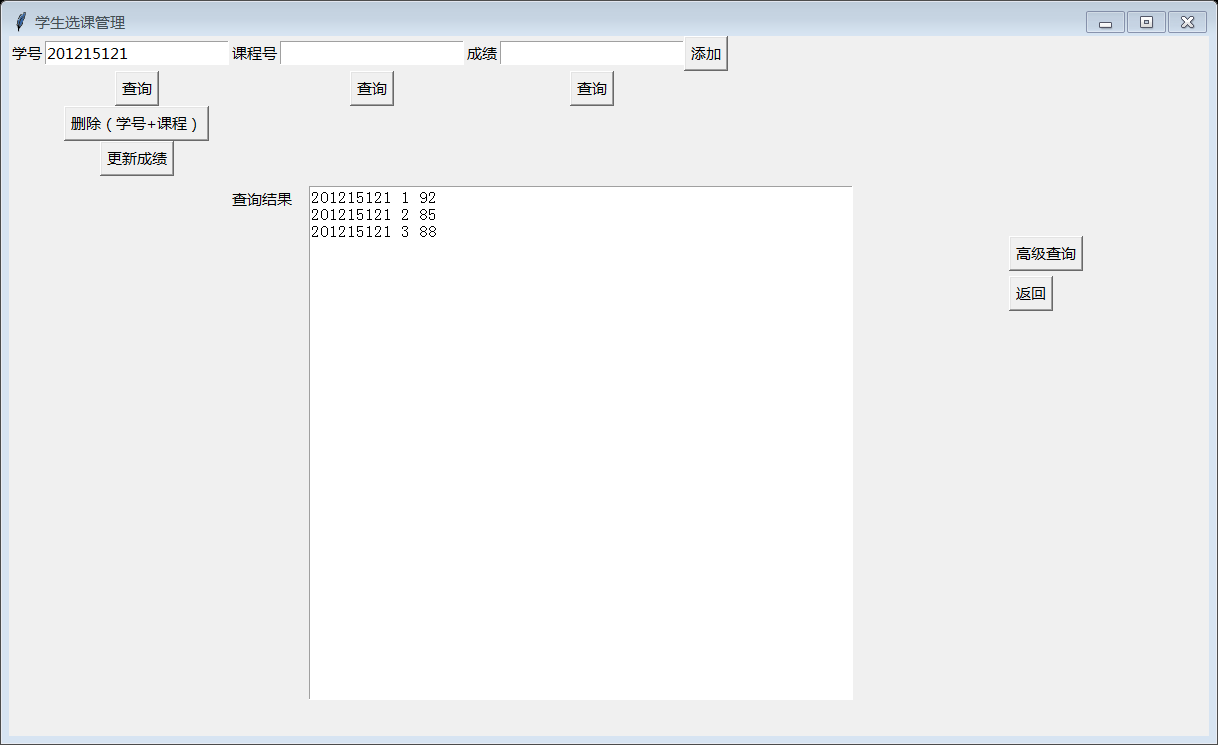 学生选课管理
学号 201215121 课程号 成绩 添加
查询 查询 查询
删除（学号+课程）
更新成绩
查询结果 201215121 1 92
201215121 2 85
201215121 3 88
高级查询
返回